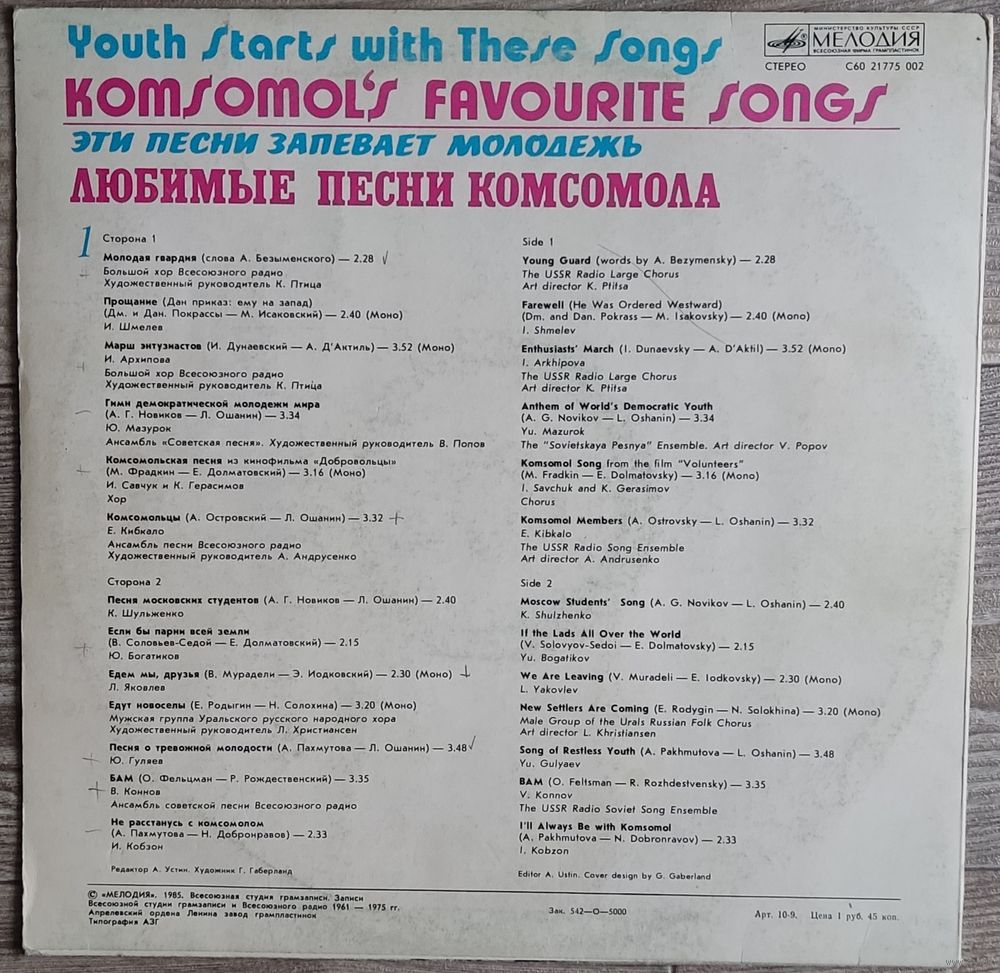 Youth Starts with These Songs
МИНИСТЕРСТВО КУЛЬТУРЫ СССР
МЕЛОДИЯ
ВСЕСОЮЗНАЯ ФИРМА ГРАМПЛАСТИНОК
СТЕРЕО С60 21775 002
KOMSOMOL'S FAVOURITE SONGS
ЭТИ ПЕСНИ ЗАПЕВАЕТ МОЛОДЕЖЬ
ЛЮБИМЫЕ ПЕСНИ КОМСОМОЛА
1
Сторона 1
Молодая гвардия (слова А. Безыменского) — 2.28
Большой хор Всесоюзного радио
Художественный руководитель К. Птица
Прощание (Дан приказ: ему на запад)
(Дм. и Дан. Покрассы — М. Исаковский) — 2.40 (Моно)
И. Шмелев
Марш энтузиастов (И. Дунаевский — А. Д'Актиль) — 3.52 (Моно)
И. Архипова
Большой хор Всесоюзного радио
Художественный руководитель К. Птица
Гимн демократической молодежи мира
(А. Г. Новиков — Л. Ошанин) — 3.34
Ю. Мазурок
Ансамбль «Советская песня». Художественный руководитель В. Попов
Комсомольская песня из кинофильма «Добровольцы»
(М. Фрадкин — Е. Долматовский) — 3.16 (Моно)
И. Савчук и К. Герасимов
Хор
Комсомольцы (А. Островский — Л. Ошанин) — 3.32
Е. Кибкало
Ансамбль песни Всесоюзного радио
Художественный руководитель А. Андрусенко
Сторона 2
Песня московских студентов (А. Г. Новиков — Л. Ошанин) — 2.40
К. Шульженко
Если бы парни всей земли
(В. Соловьев-Седой — Е. Долматовский) — 2.15
Ю. Богатиков
Едем мы, друзья (В. Мурадели — Э. Иодковский) — 2.30 (Моно)
Л. Яковлев
Едут новоселы (Е. Родыгин — Н. Солохина) — 3.20 (Моно)
Мужская группа Уральского русского народного хора
Художественный руководитель Л. Христиансен
Песня о тревожной молодости (А. Пахмутова — Л. Ошанин) — 3.48
Ю. Гуляев
БАМ (О. Фельцман — Р. Рождественский) — 3.35
В. Коннов
Ансамбль советской песни Всесоюзного радио
Не расстанусь с комсомолом
(А. Пахмутова — Н. Добронравов) — 2.33
И. Кобзон
Редактор А. Устин. Художник Г. Габерланд
Side 1
Young Guard (words by A. Bezymensky) — 2.28
The USSR Radio Large Chorus
Art director K. Ptitsa
Farewell (He Was Ordered Westward)
(Dm. and Dan. Pokrass — M. Isakovsky) — 2.40 (Mono)
I. Shmelev
Enthusiasts' March (I. Dunaevsky — A. D'Aktil) — 3.52 (Mono)
I. Arkhipova
The USSR Radio Large Chorus
Art director K. Ptitsa
Anthem of World's Democratic Youth
(A. G. Novikov — L. Oshanin) — 3.34
Yu. Mazurok
The "Sovietskaya Pesnya" Ensemble. Art director V. Popov
Komsomol Song from the film "Volunteers"
(M. Fradkin — E. Dolmatovsky) — 3.16 (Mono)
I. Savchuk and K. Gerasimov
Chorus
Komsomol Members (A. Ostrovsky — L. Oshanin) — 3.32
E. Kibkalo
The USSR Radio Song Ensemble
Art director A. Andrusenko
Side 2
Moscow Students' Song (A. G. Novikov — L. Oshanin) — 2.40
K. Shulzhenko
If the Lads All Over the World
(V. Solovyov-Sedoi — E. Dolmatovsky) — 2.15
Yu. Bogatikov
We Are Leaving (V. Muradeli — E. Iodkovsky) — 2.30 (Mono)
L. Yakovlev
New Settlers Are Coming (E. Rodygin — N. Solokhina) — 3.20 (Mono)
Male Group of the Urals Russian Folk Chorus
Art director L. Khristiansen
Song of Restless Youth (A. Pakhmutova — L. Oshanin) — 3.48
Yu. Gulyaev
BAM (O. Feltsman — R. Rozhdestvensky) — 3.35
V. Konnov
The USSR Radio Soviet Song Ensemble
I'll Always Be with Komsomol
(A. Pakhmutova — N. Dobronravov) — 2.33
I. Kobzon
Editor A. Ustin. Cover design by G. Gaberland
© «МЕЛОДИЯ», 1985. Всесоюзная студия грамзаписи. Записи
Всесоюзной студии грамзаписи и Всесоюзного радио 1961 — 1975 гг.
Апрелевский ордена Ленина завод грампластинок
Типография АЗГ
Зак. 542—О—5000
Арт. 10-9. Цена 1 руб. 45 коп.